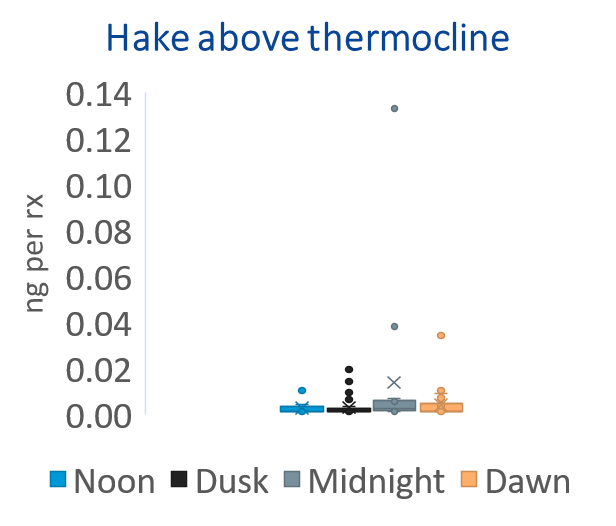 Hake above thermocline
0.14
0.12
0.10
0.08
0.06
0.04
0.02
0.00
ng per rx
Noon Dusk Midnight Dawn